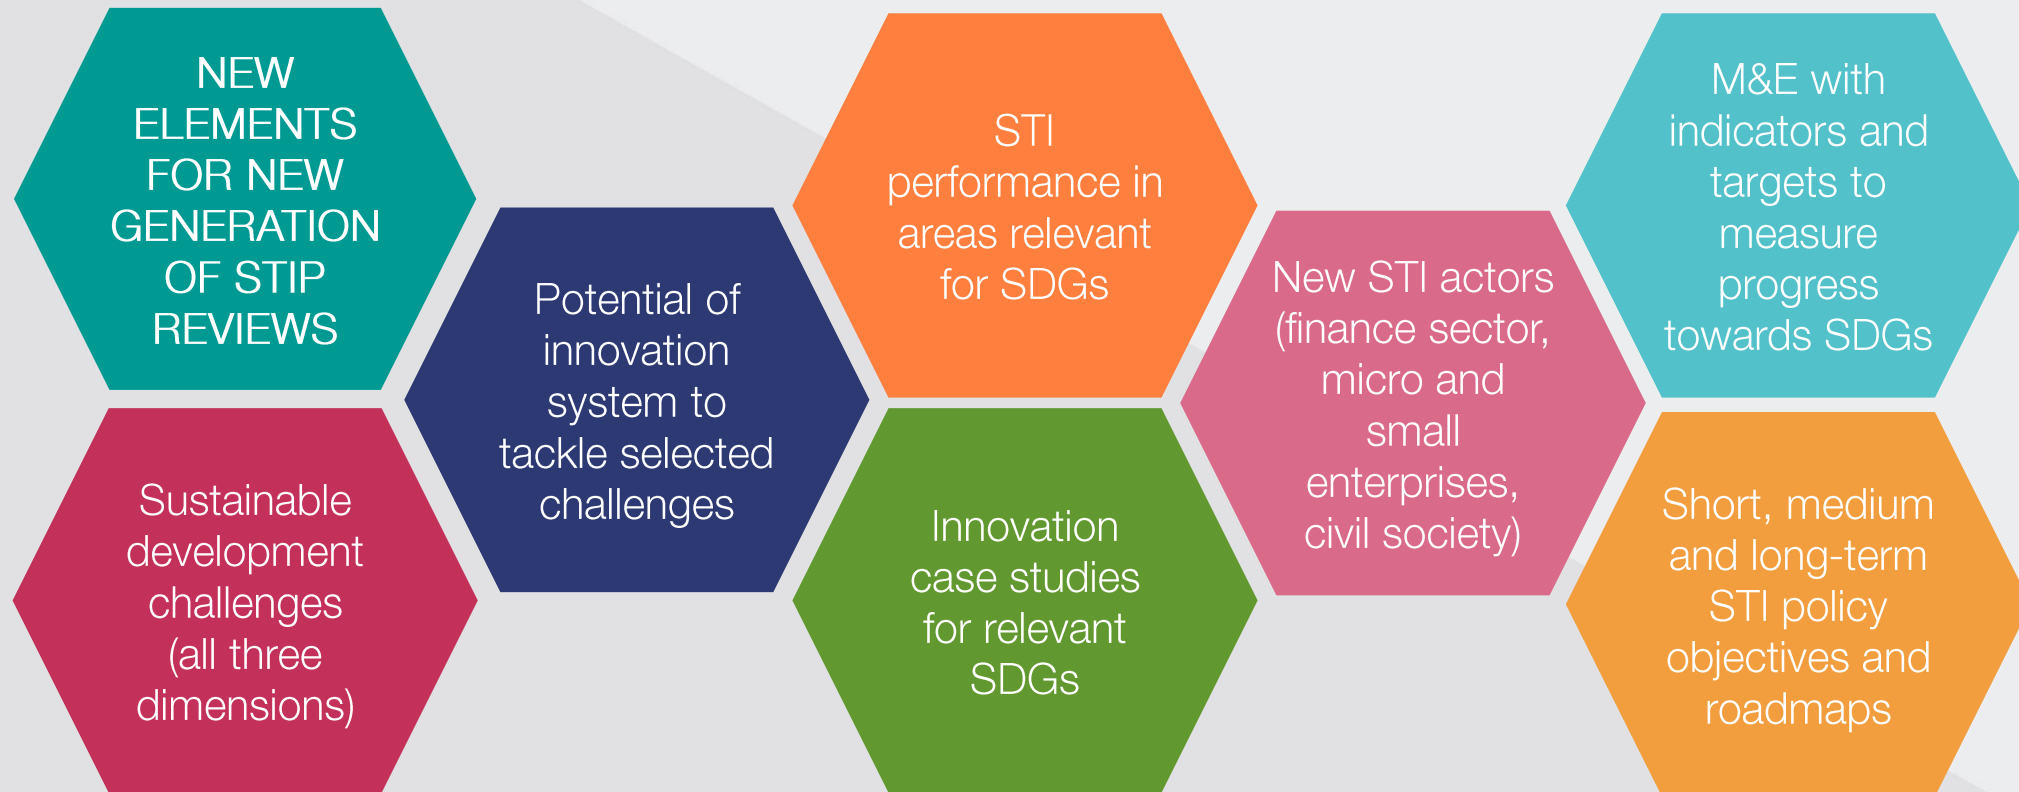 NEW
ELEMENTS
FOR NEW
GENERATION
OF STIP
REVIEWS
Sustainable
development
challenges
(all three
dimensions)
Potential of
innovation
system to
tackle selected
challenges
STI
performance in
areas relevant
for SDGs
Innovation
case studies
for relevant
SDGs
New STI actors
(finance sector,
micro and
small
enterprises,
civil society)
M&E with
indicators and
targets to
measure
progress
towards SDGs
Short, medium
and long-term
STI policy
objectives and
roadmaps